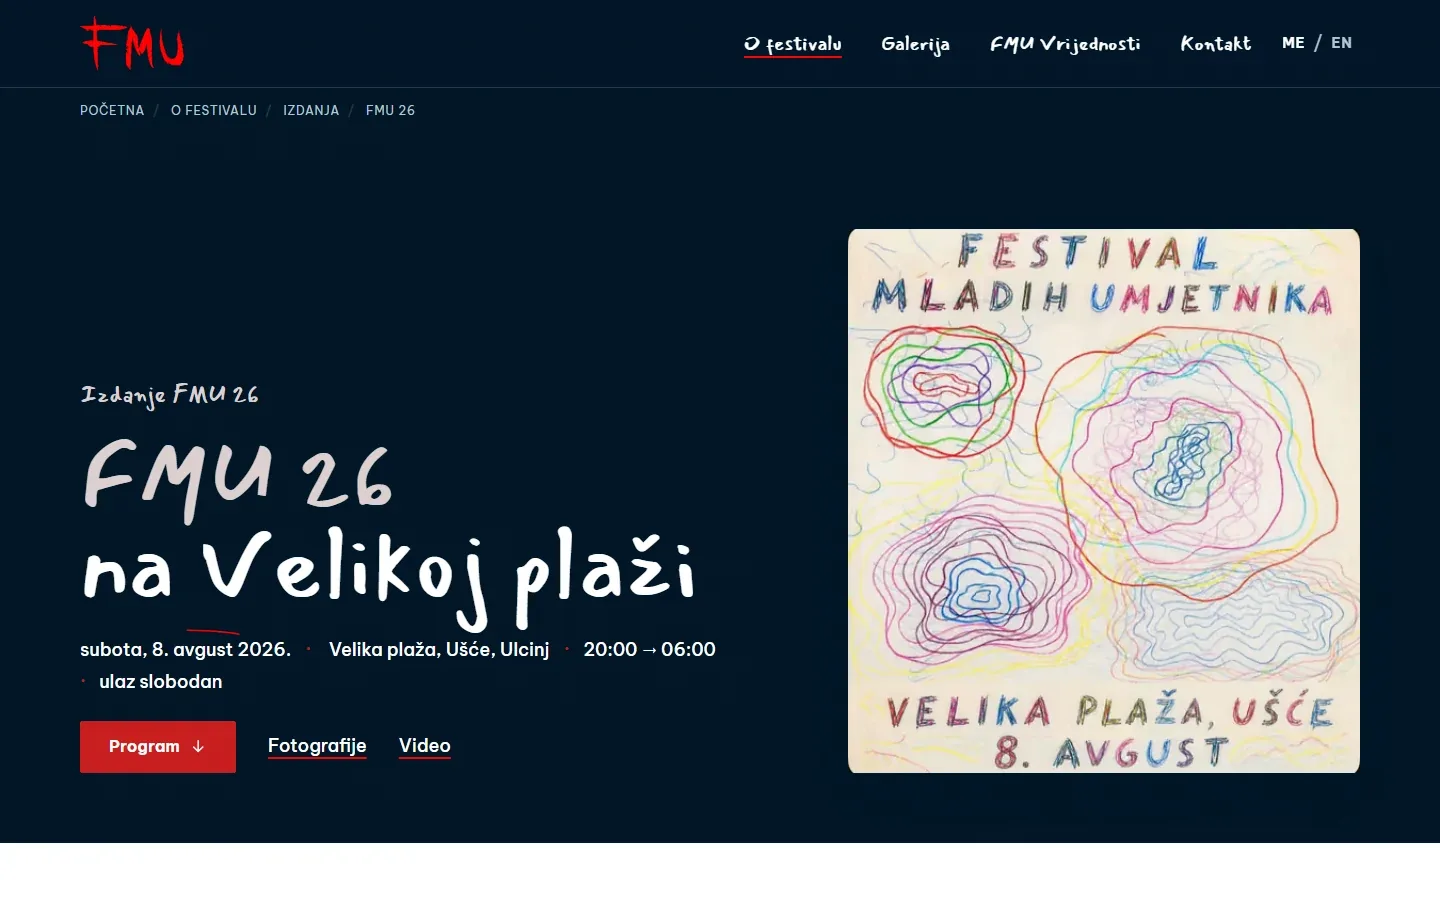 FMU
O festivalu Galerija FMU Vrijednosti Kontakt ME / EN
POČETNA / O FESTIVALU / IZDANJA / FMU 26
Izdanje FMU 26
FMU 26
na Velikoj plaži
subota, 8. avgust 2026. · Velika plaža, Ušće, Ulcinj · 20:00 → 06:00
· ulaz slobodan
Program ↓ Fotografije Video
FESTIVAL
MLADIH UMJETNIKA
VELIKA PLAŽA, UŠĆE
8. AVGUST